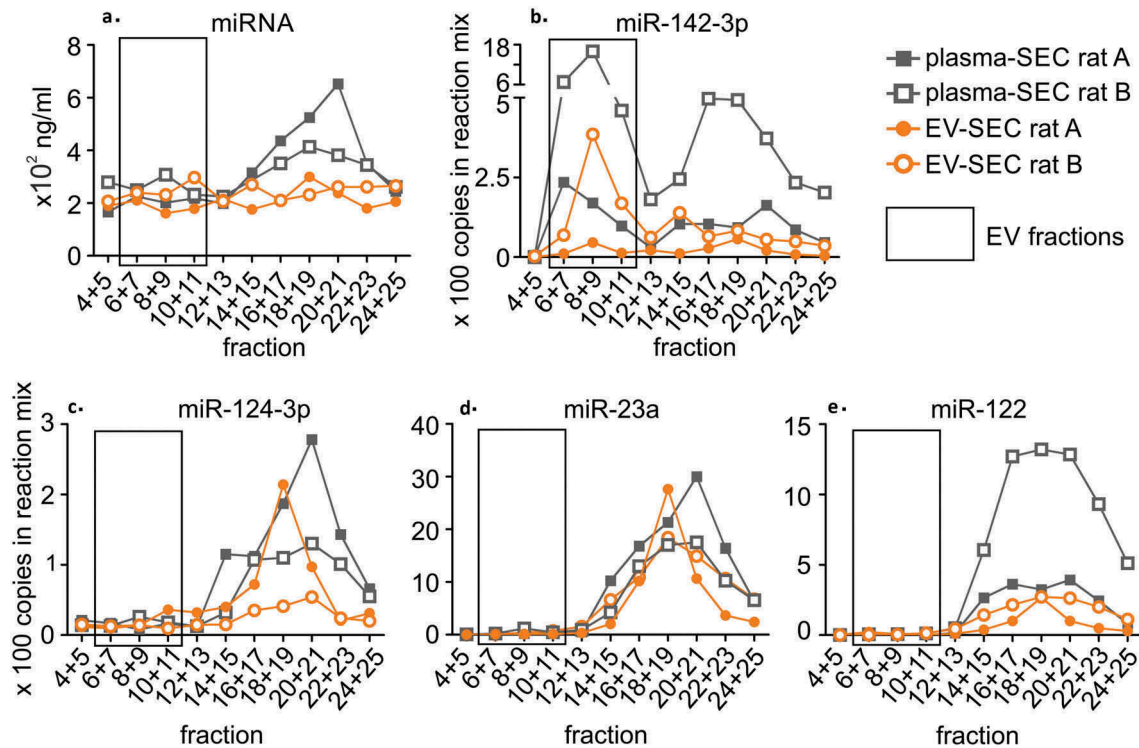 a. miRNA
x10² ng/ml
8
6
4
2
0
4+5 6+7 8+9 10+11 12+13 14+15 16+17 18+19 20+21 22+23 24+25
fraction
b. miR-142-3p
x 100 copies in reaction mix
18
6
5
2.5
0
4+5 6+7 8+9 10+11 12+13 14+15 16+17 18+19 20+21 22+23 24+25
fraction
plasma-SEC rat A
plasma-SEC rat B
EV-SEC rat A
EV-SEC rat B
EV fractions
c. miR-124-3p
x 100 copies in reaction mix
3
2
1
0
4+5 6+7 8+9 10+11 12+13 14+15 16+17 18+19 20+21 22+23 24+25
fraction
d. miR-23a
40
30
20
10
0
4+5 6+7 8+9 10+11 12+13 14+15 16+17 18+19 20+21 22+23 24+25
fraction
e. miR-122
15
10
5
0
4+5 6+7 8+9 10+11 12+13 14+15 16+17 18+19 20+21 22+23 24+25
fraction